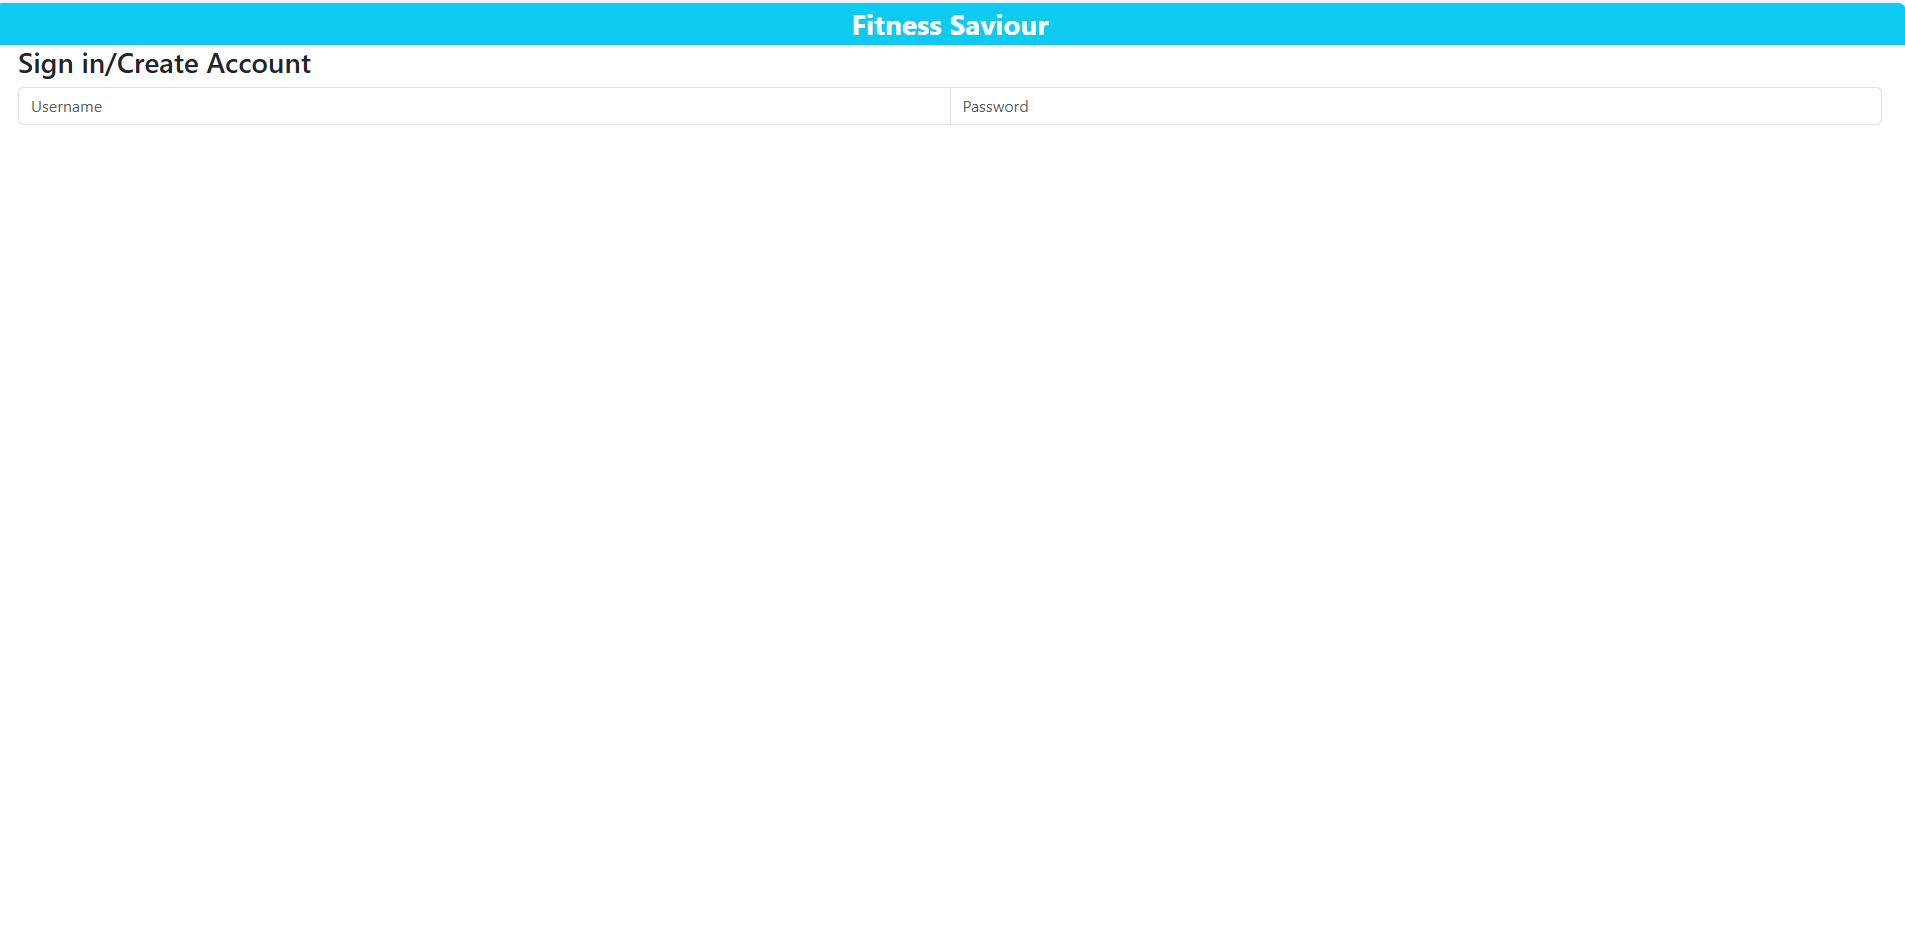 Fitness Saviour
Sign in/Create Account
Username Password